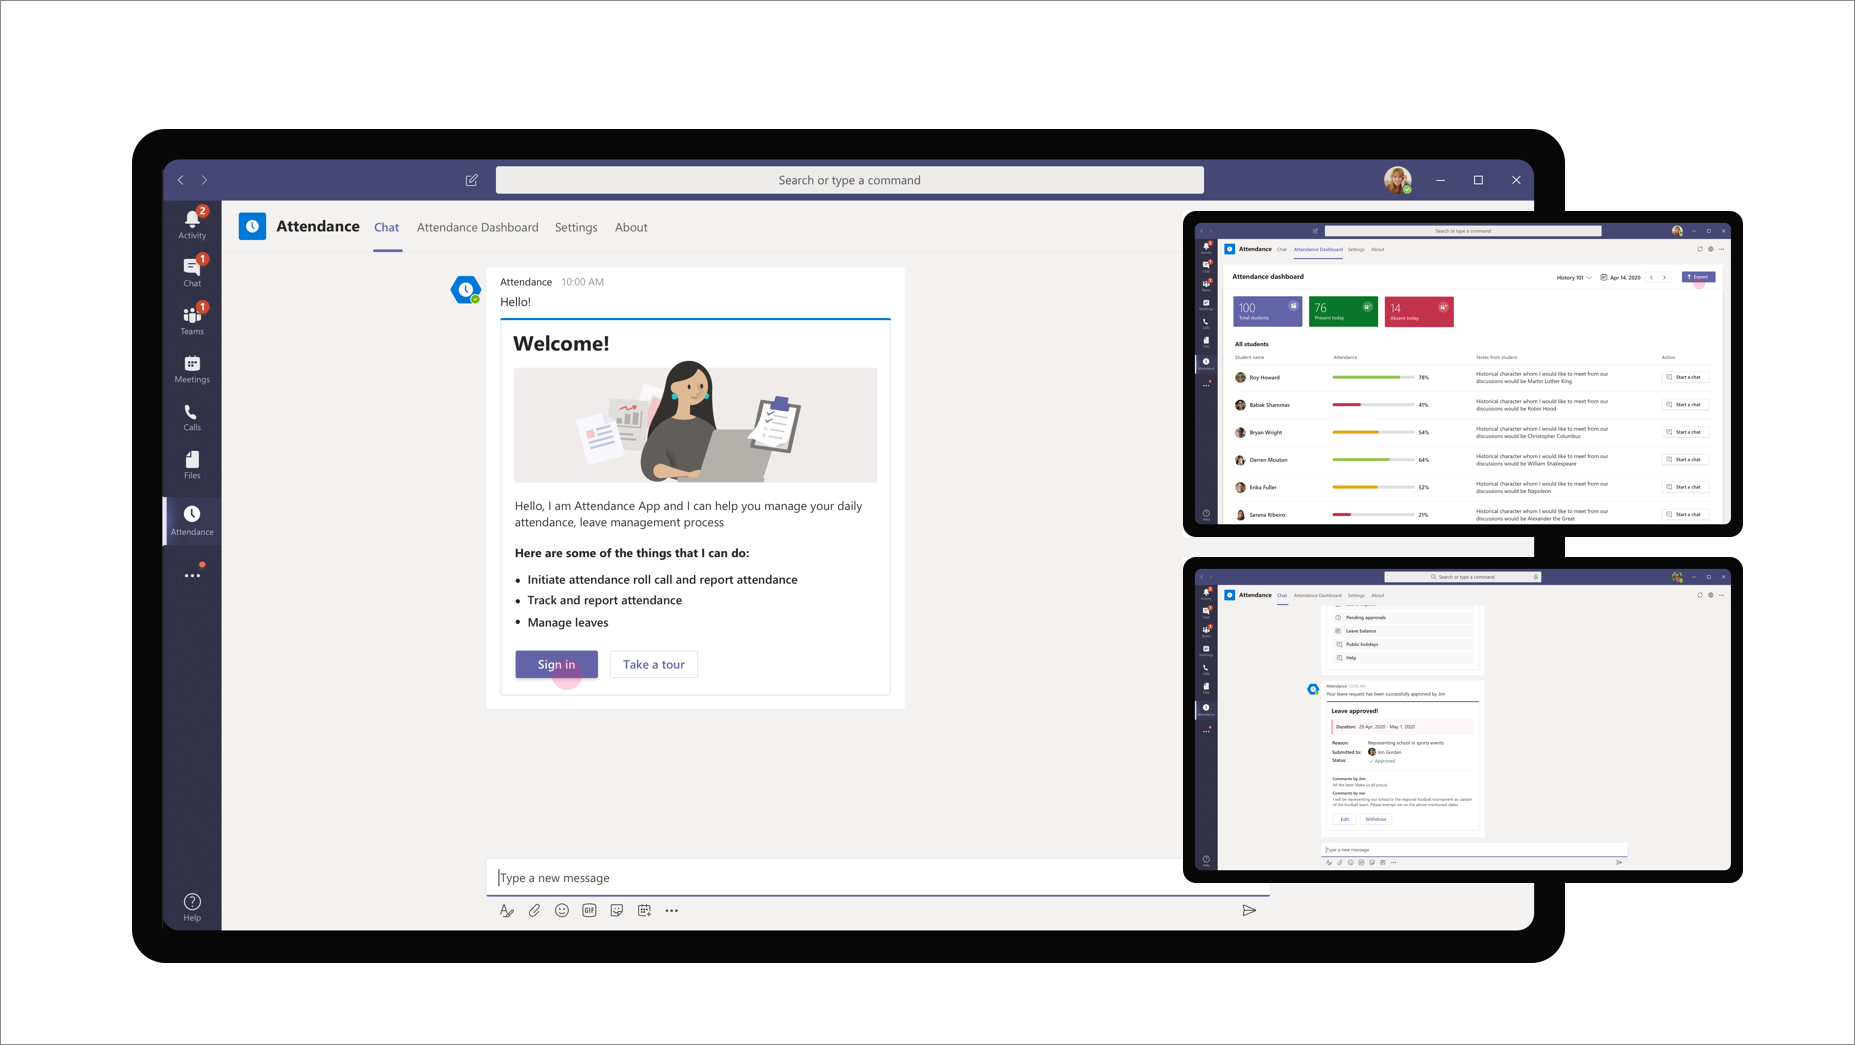 Search or type a command
2
Activity
1
Chat
1
Teams
Meetings
Calls
Files
Attendance
Help
Attendance
Chat
Attendance Dashboard
Settings
About
Attendance 10:00 AM
Hello!
Welcome!
Hello, I am Attendance App and I can help you manage your daily
attendance, leave management process
Here are some of the things that I can do:
• Initiate attendance roll call and report attendance
• Track and report attendance
• Manage leaves
Sign in
Take a tour
Type a new message
GIF
Search or type a command
Attendance
Chat
Attendance Dashboard
Settings
About
Attendance dashboard
History 101
Apr 14, 2020
Export
100
Total students
76
Present today
14
Absent today
All students
Student name Attendance Notes from student Action
Roy Howard 78% Historical character whom I would like to meet from our
discussions would be Martin Luther King
Start a chat
Babak Shammas 41% Historical character whom I would like to meet from our
discussions would be Robin Hood
Start a chat
Bryan Wright 54% Historical character whom I would like to meet from our
discussions would be Christopher Columbus
Start a chat
Darren Mouton 64% Historical character whom I would like to meet from our
discussions would be William Shakespeare
Start a chat
Erika Fuller 52% Historical character whom I would like to meet from our
discussions would be Napoleon
Start a chat
Serena Ribeiro 21% Historical character whom I would like to meet from our
discussions would be Alexander the Great
Start a chat
Search or type a command
Attendance
Chat
Attendance Dashboard
Settings
About
Pending approvals
Leave balance
Public holidays
Help
Attendance 10:00 AM
Your leave request has been successfully approved by Jim
Leave approved!
Duration: 29 Apr, 2020 - May 1, 2020
Reason: Representing school in sports events
Submitted to: Jim Gordan
Status: Approved
Comments by Jim:
All the best! Make us all proud
Comments by me:
I will be representing our school in the regional football tournament as captain
of the football team. Please exempt me on the above mentioned dates
Edit
Withdraw
Type a new message